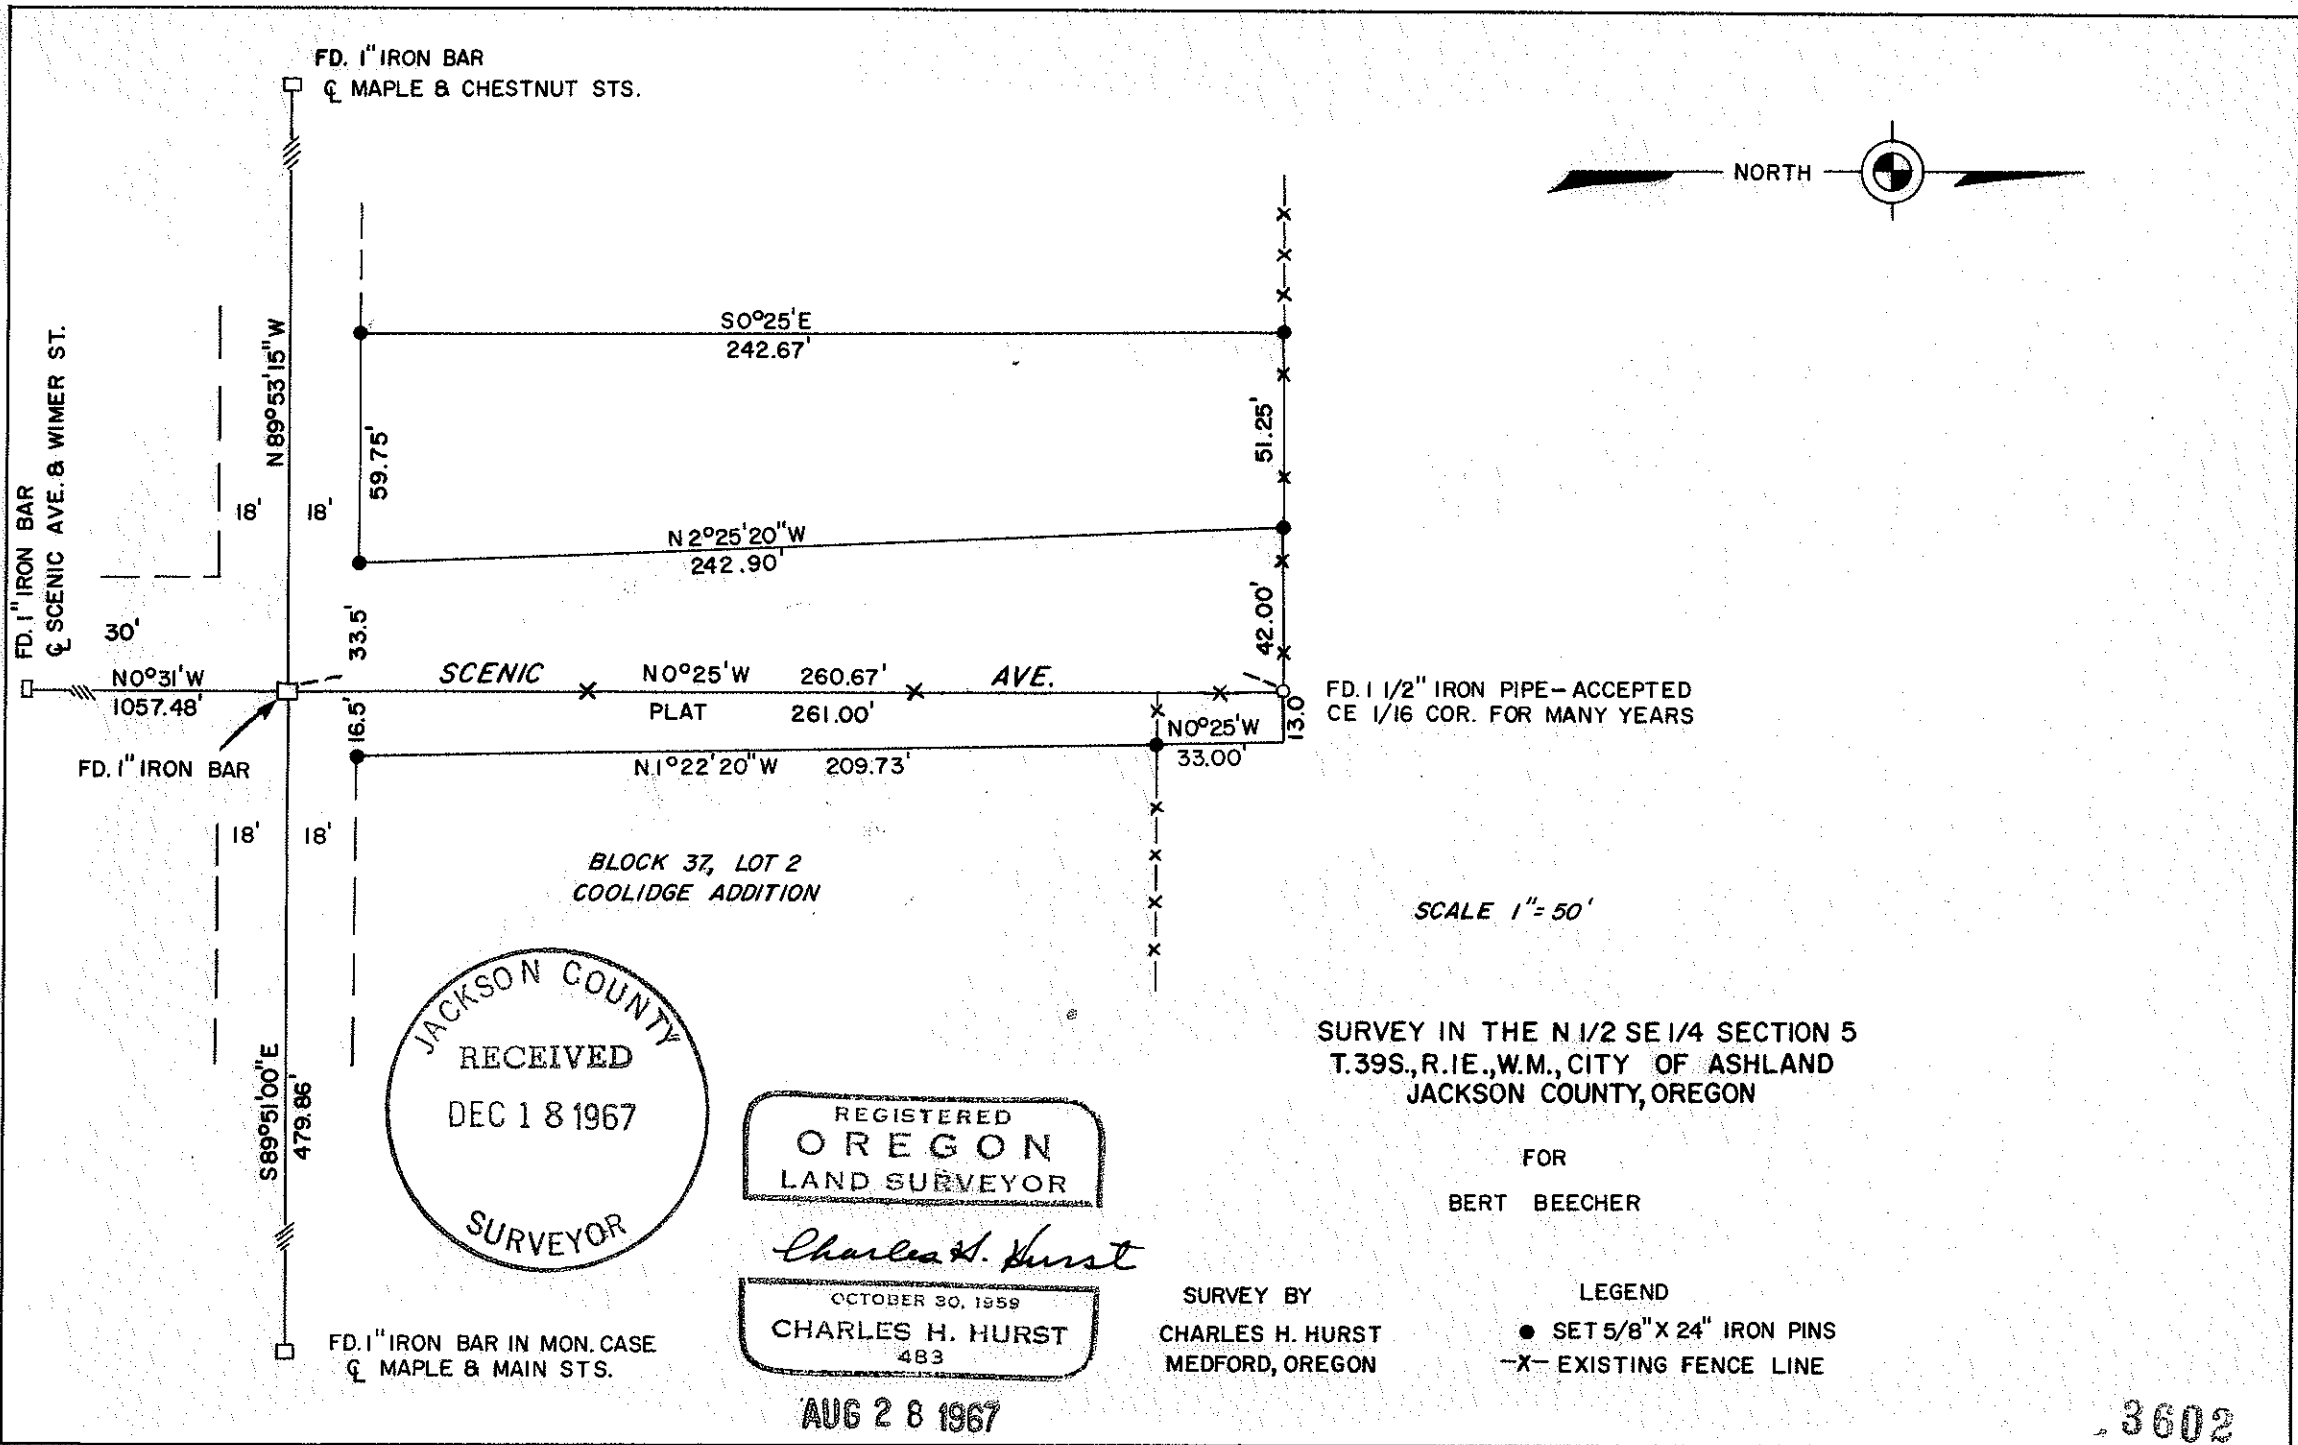 FD. 1" IRON BAR
℄ MAPLE & CHESTNUT STS.
NORTH
FD. 1" IRON BAR
℄ SCENIC AVE. & WIMER ST.
N89°53'15"W
S0°25'E
242.67'
59.75'
51.25'
18'
18'
N2°25'20"W
242.90'
30'
33.5'
42.00'
N0°31'W
1057.48'
SCENIC N0°25'W 260.67' AVE.
PLAT 261.00'
16.5'
13.0
FD. 1 1/2" IRON PIPE-ACCEPTED
CE 1/16 COR. FOR MANY YEARS
N0°25'W
33.00'
FD. 1" IRON BAR
N.1°22'20"W 209.73'
18'
18'
BLOCK 37, LOT 2
COOLIDGE ADDITION
SCALE 1"=50'
S89°51'00"E
479.86'
JACKSON COUNTY
RECEIVED
DEC 18 1967
SURVEYOR
REGISTERED
OREGON
LAND SURVEYOR
Charles H. Hurst
OCTOBER 30, 1959
CHARLES H. HURST
483
AUG 28 1967
SURVEY IN THE N 1/2 SE 1/4 SECTION 5
T.39S.,R.1E.,W.M.,CITY OF ASHLAND
JACKSON COUNTY, OREGON
FOR
BERT BEECHER
FD. 1" IRON BAR IN MON. CASE
℄ MAPLE & MAIN STS.
SURVEY BY
CHARLES H. HURST
MEDFORD, OREGON
LEGEND
● SET 5/8" X 24" IRON PINS
-X- EXISTING FENCE LINE
3602